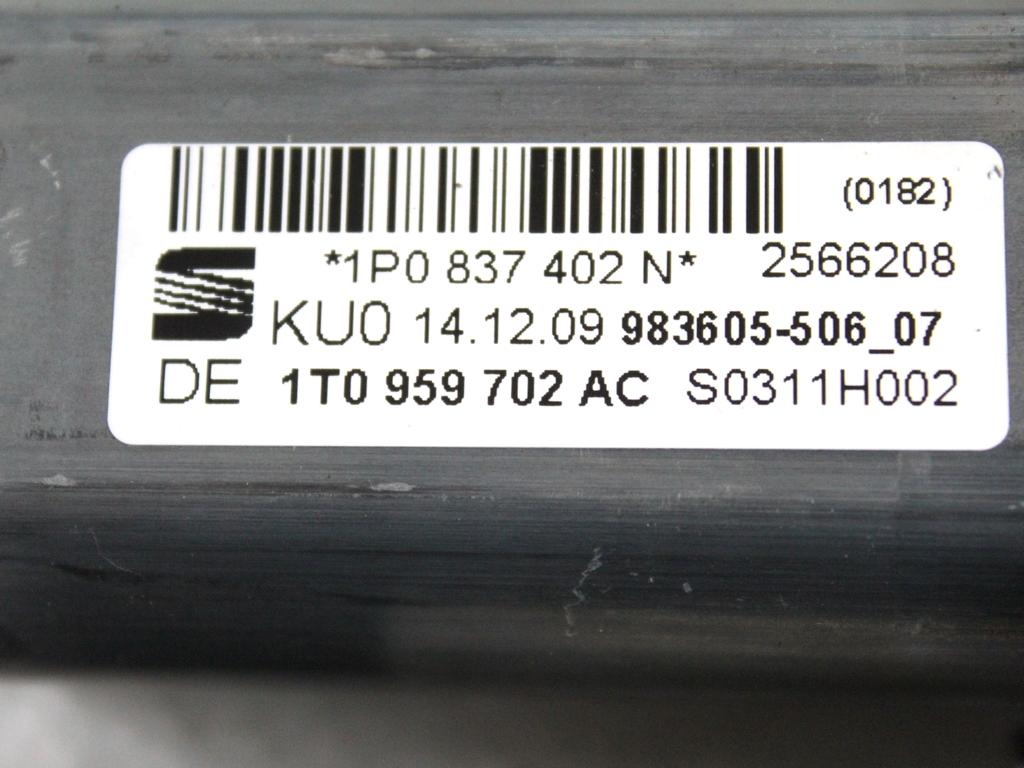 (0182)
*1P0 837 402 N* 2566208
KU0 14.12.09 983605-506_07
DE 1T0 959 702 AC S0311H002